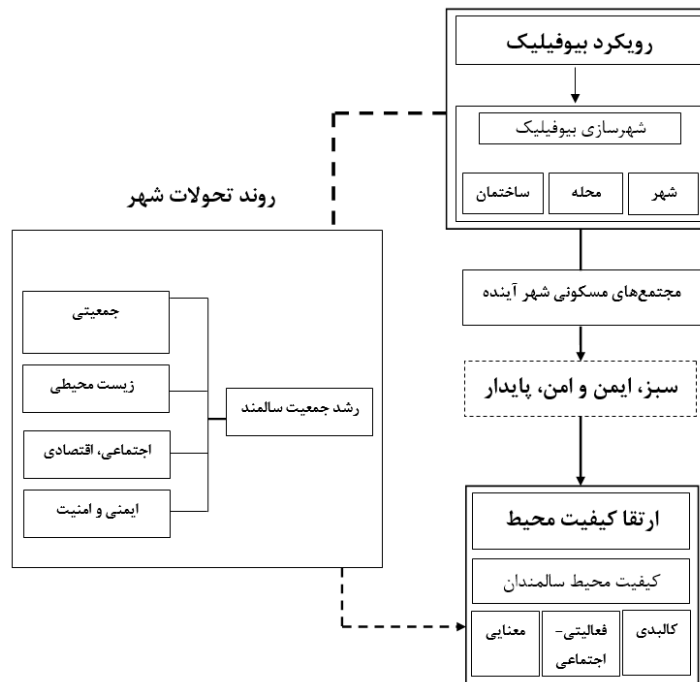 رویکرد بیوفیلیک
شهرسازی بیوفیلیک
شهر
محله
ساختمان
روند تحولات شهر
مجتمع‌های مسکونی شهر آینده
جمعیتی
زیست محیطی
رشد جمعیت سالمند
اجتماعی، اقتصادی
ایمنی و امنیت
سبز، ایمن و امن، پایدار
ارتقا کیفیت محیط
کیفیت محیط سالمندان
کالبدی
فعالیتی-
اجتماعی
معنایی